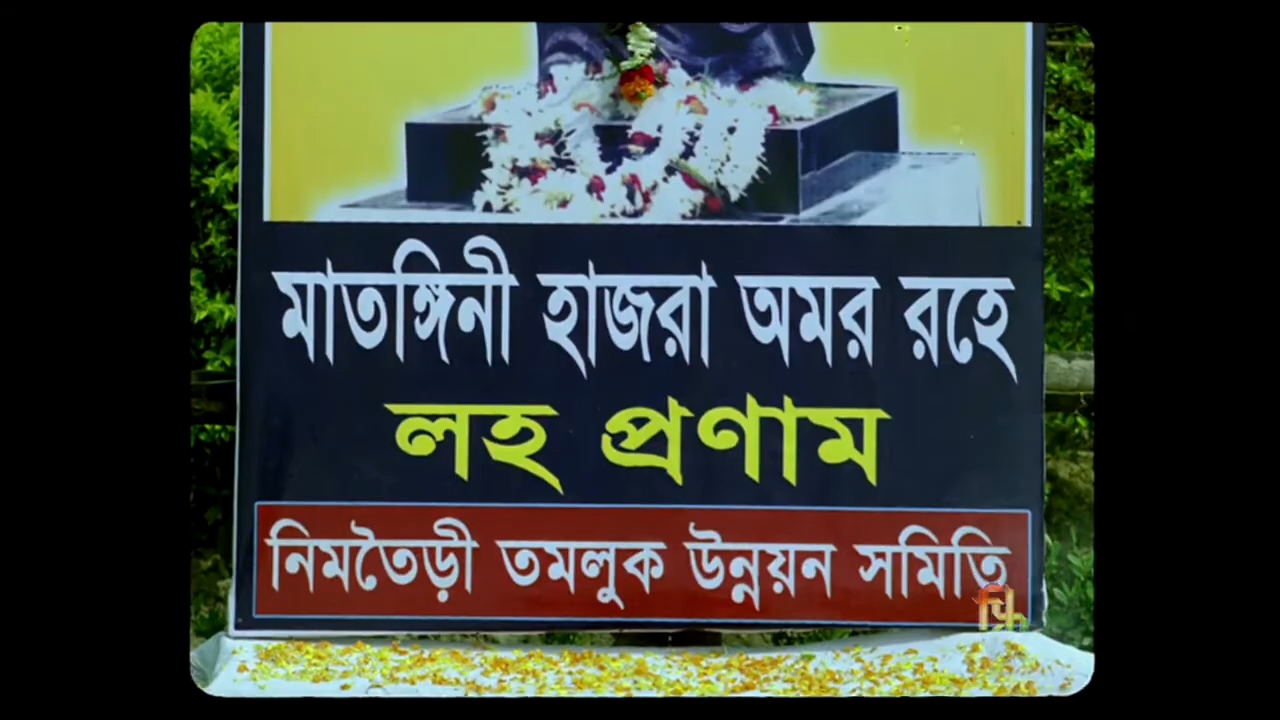 মাতঙ্গিনী হাজরা অমর রহে
লহ প্রণাম
নিমতৈড়ী তমলুক উন্নয়ন সমিতি